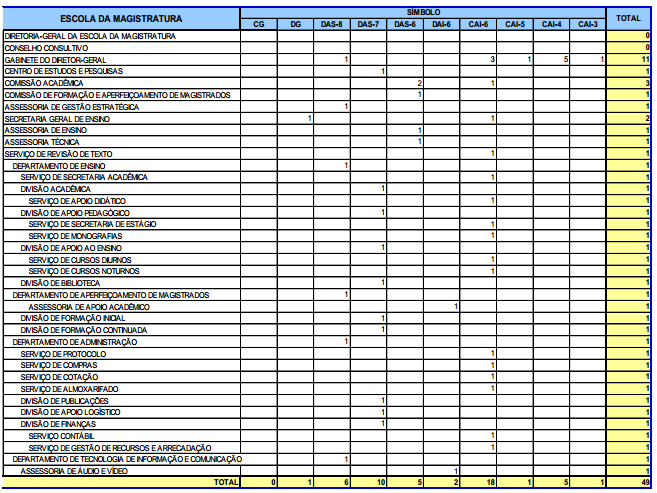 ESCOLA DA MAGISTRATURA SÍMBOLO TOTAL
CG DG DAS-8 DAS-7 DAS-6 DAI-6 CAI-6 CAI-5 CAI-4 CAI-3
DIRETORIA-GERAL DA ESCOLA DA MAGISTRATURA 0
CONSELHO CONSULTIVO 0
GABINETE DO DIRETOR-GERAL 1 3 1 5 1 11
CENTRO DE ESTUDOS E PESQUISAS 1 1
COMISSÃO ACADÊMICA 2 1 3
COMISSÃO DE FORMAÇÃO E APERFEIÇOAMENTO DE MAGISTRADOS 1 1
ASSESSORIA DE GESTÃO ESTRATÉGICA 1 1
SECRETARIA GERAL DE ENSINO 1 1 2
ASSESSORIA DE ENSINO 1 1
ASSESSORIA TÉCNICA 1 1
SERVIÇO DE REVISÃO DE TEXTO 1 1
DEPARTAMENTO DE ENSINO 1 1
SERVIÇO DE SECRETARIA ACADÊMICA 1 1
DIVISÃO ACADÊMICA 1 1
SERVIÇO DE APOIO DIDÁTICO 1 1
DIVISÃO DE APOIO PEDAGÓGICO 1 1
SERVIÇO DE SECRETARIA DE ESTÁGIO 1 1
SERVIÇO DE MONOGRAFIAS 1 1
DIVISÃO DE APOIO AO ENSINO 1 1
SERVIÇO DE CURSOS DIURNOS 1 1
SERVIÇO DE CURSOS NOTURNOS 1 1
DIVISÃO DE BIBLIOTECA 1 1
DEPARTAMENTO DE APERFEIÇOAMENTO DE MAGISTRADOS 1 1
ASSESSORIA DE APOIO ACADÊMICO 1 1
DIVISÃO DE FORMAÇÃO INICIAL 1 1
DIVISÃO DE FORMAÇÃO CONTINUADA 1 1
DEPARTAMENTO DE ADMINISTRAÇÃO 1 1
SERVIÇO DE PROTOCOLO 1 1
SERVIÇO DE COMPRAS 1 1
SERVIÇO DE COTAÇÃO 1 1
SERVIÇO DE ALMOXARIFADO 1 1
DIVISÃO DE PUBLICAÇÕES 1 1
DIVISÃO DE APOIO LOGÍSTICO 1 1
DIVISÃO DE FINANÇAS 1 1
SERVIÇO CONTÁBIL 1 1
SERVIÇO DE GESTÃO DE RECURSOS E ARRECADAÇÃO 1 1
DEPARTAMENTO DE TECNOLOGIA DE INFORMAÇÃO E COMUNICAÇÃO 1 1
ASSESSORIA DE ÁUDIO E VÍDEO 1 1
TOTAL 0 1 6 10 5 2 18 1 5 1 49